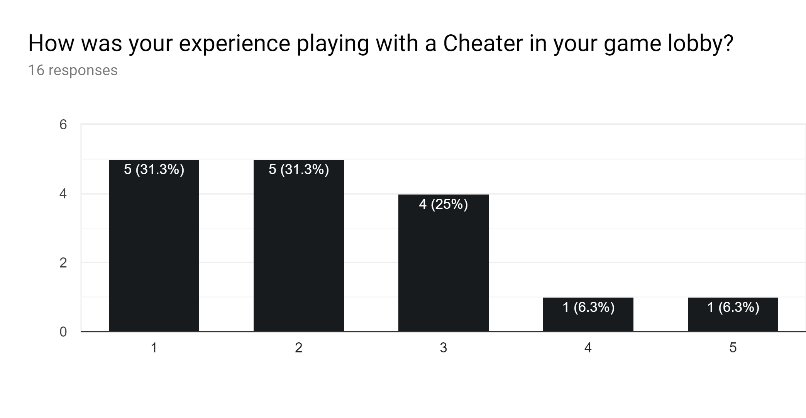 How was your experience playing with a Cheater in your game lobby?
16 responses
6
5 (31.3%) 5 (31.3%)
4
4 (25%)
2
1 (6.3%) 1 (6.3%)
0
1 2 3 4 5